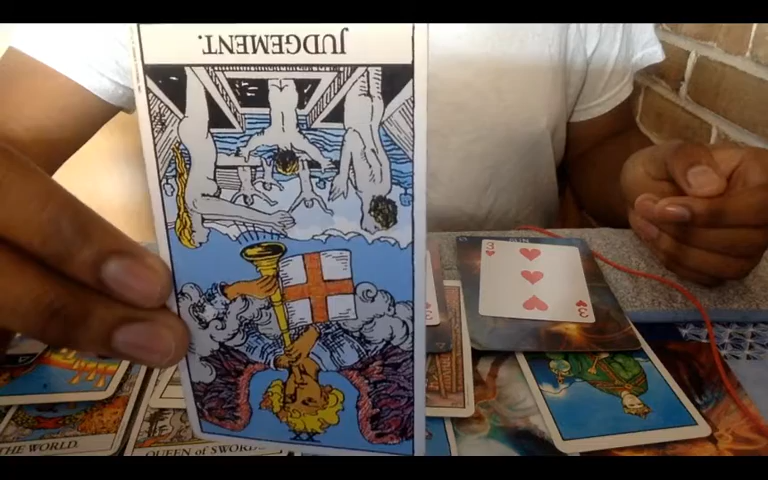 JUDGEMENT.
XX
3
3
THE WORLD.
QUEEN of SWORDS